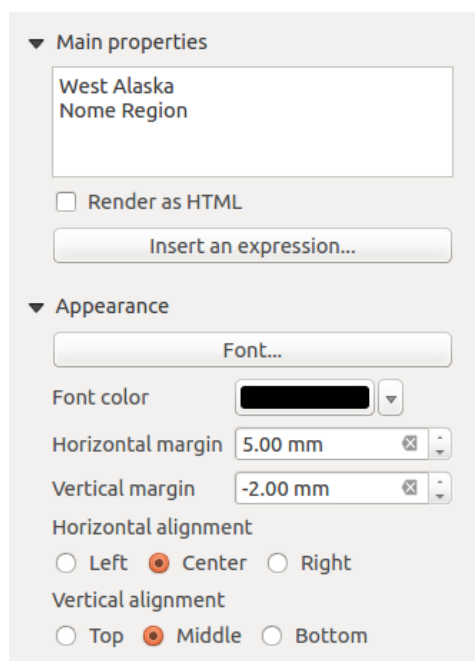 Main properties
West Alaska
Nome Region
Render as HTML
Insert an expression...
Appearance
Font...
Font color
Horizontal margin 5.00 mm
Vertical margin -2.00 mm
Horizontal alignment
Left Center Right
Vertical alignment
Top Middle Bottom